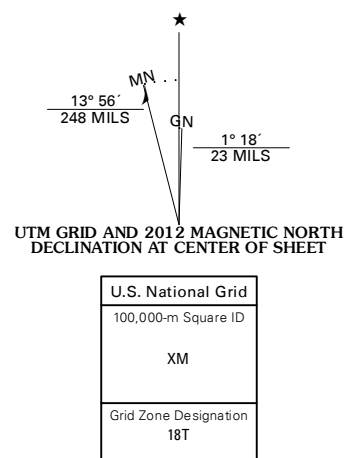 ★
MN
13° 56´
248 MILS
GN
1° 18´
23 MILS
UTM GRID AND 2012 MAGNETIC NORTH
DECLINATION AT CENTER OF SHEET
U.S. National Grid
100,000-m Square ID
XM
Grid Zone Designation
18T